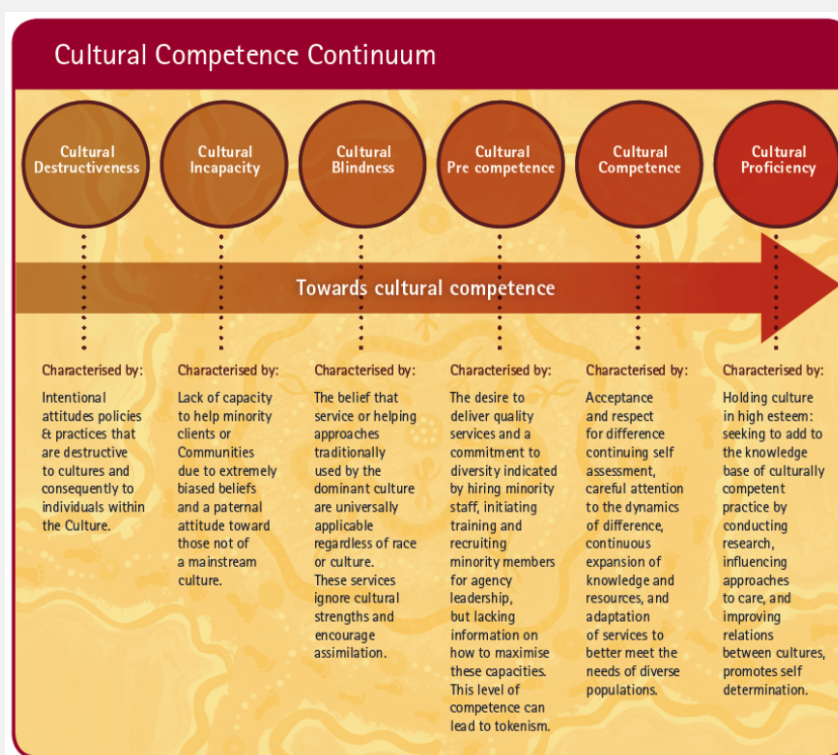 Cultural Competence Continuum
Cultural
Destructiveness
Cultural
Incapacity
Cultural
Blindness
Cultural
Pre competence
Cultural
Competence
Cultural
Proficiency
Towards cultural competence
Characterised by:
Intentional
attitudes policies
& practices that
are destructive
to cultures and
consequently to
individuals within
the Culture.
Characterised by:
Lack of capacity
to help minority
clients or
Communities
due to extremely
biased beliefs
and a paternal
attitude toward
those not of
a mainstream
culture.
Characterised by:
The belief that
service or helping
approaches
traditionally
used by the
dominant culture
are universally
applicable
regardless of race
or culture.
These services
ignore cultural
strengths and
encourage
assimilation.
Characterised by:
The desire to
deliver quality
services and a
commitment to
diversity indicated
by hiring minority
staff, initiating
training and
recruiting
minority members
for agency
leadership,
but lacking
information on
how to maximise
these capacities.
This level of
competence can
lead to tokenism.
Characterised by:
Acceptance
and respect
for difference
continuing self
assessment,
careful attention
to the dynamics
of difference,
continuous
expansion of
knowledge and
resources, and
adaptation
of services to
better meet the
needs of diverse
populations.
Characterised by:
Holding culture
in high esteem:
seeking to add to
the knowledge
base of culturally
competent
practice by
conducting
research,
influencing
approaches
to care, and
improving
relations
between cultures,
promotes self
determination.